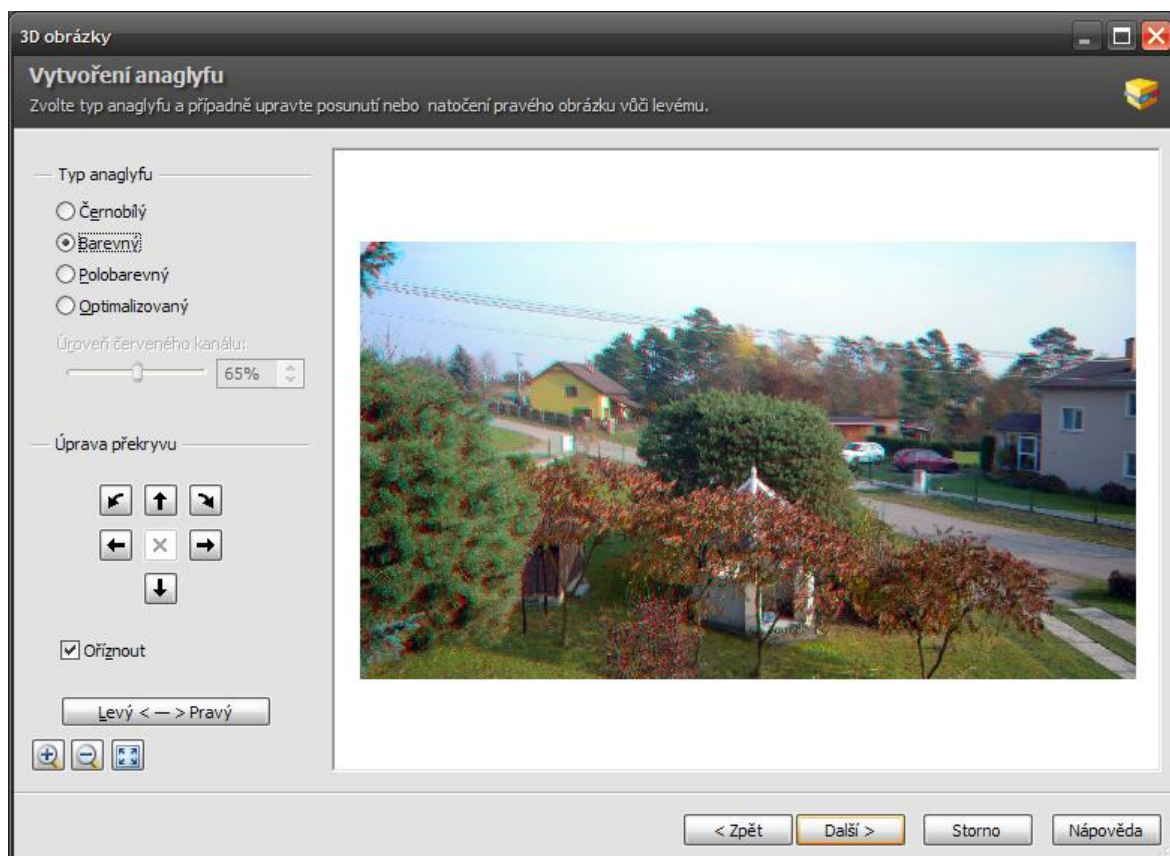 3D obrázky
Vytvoření anaglyfu
Zvolte typ anaglyfu a případně upravte posunutí nebo natočení pravého obrázku vůči levému.
Typ anaglyfu
Černobílý
Barevný
Polobarevný
Optimalizovaný
Úroveň červeného kanálu:
65%
Úprava překryvu
Oříznout
Levý < — > Pravý
< Zpět
Další >
Storno
Nápověda